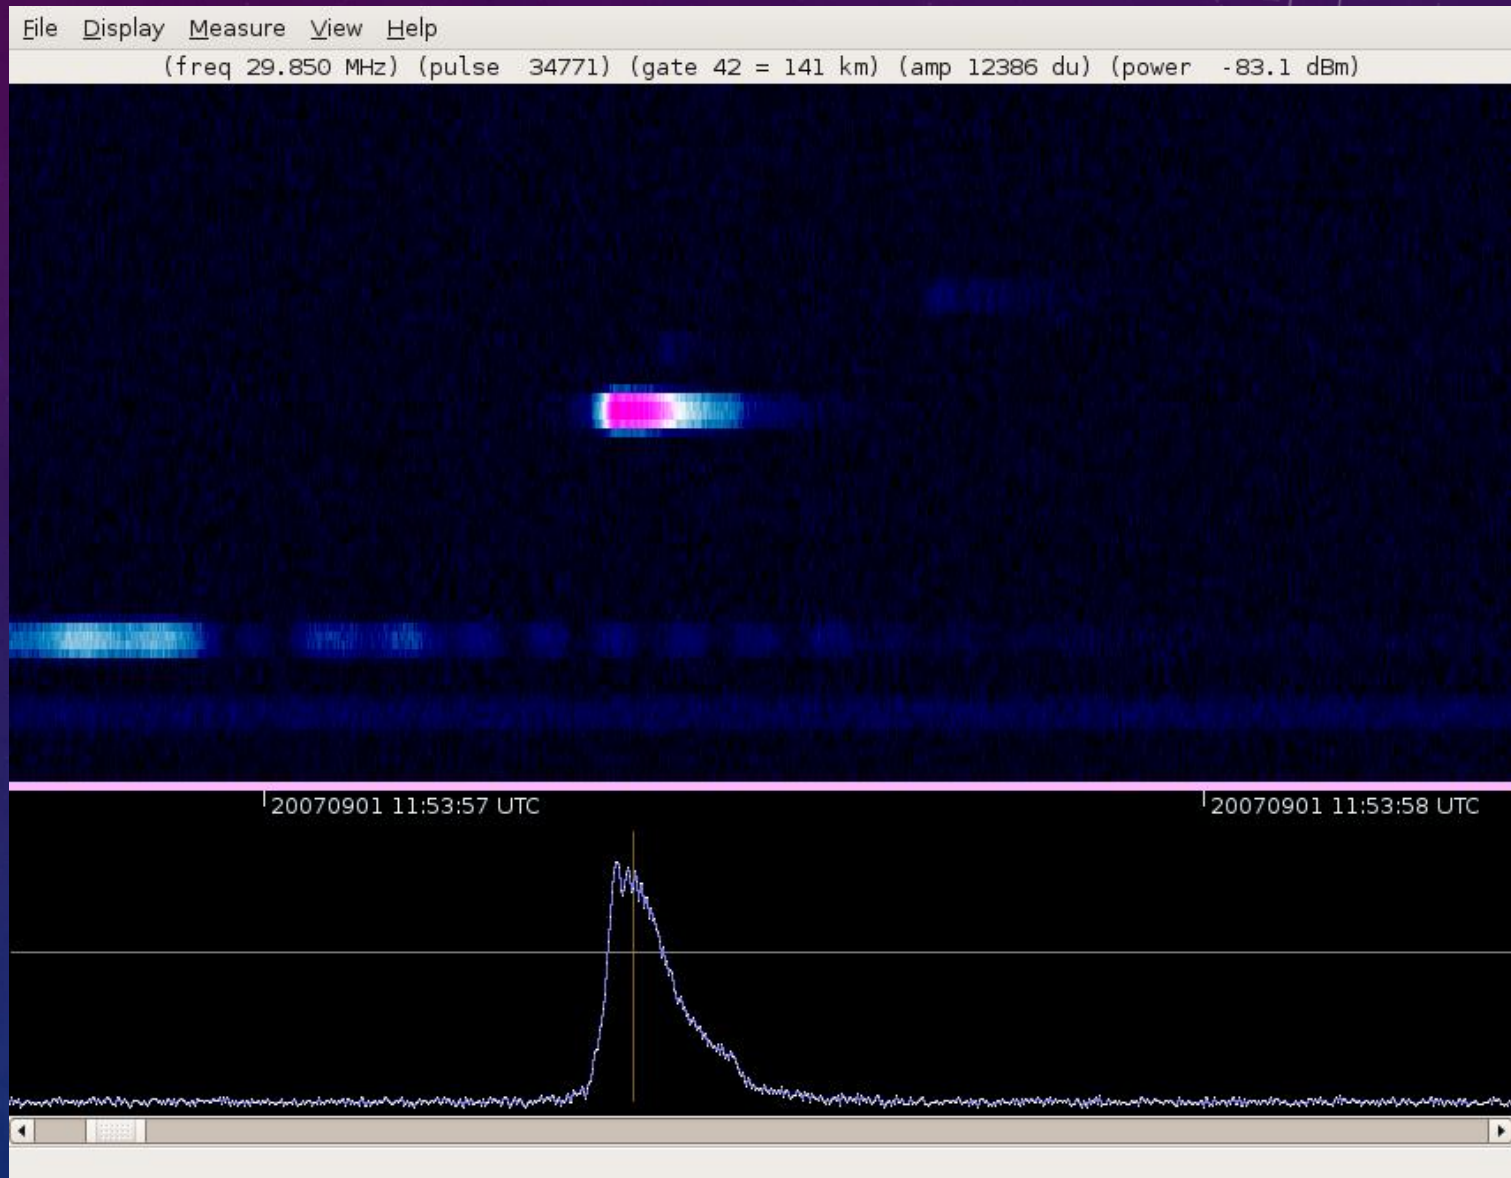 File Display Measure View Help
(freq 29.850 MHz) (pulse 34771) (gate 42 = 141 km) (amp 12386 du) (power -83.1 dBm)
20070901 11:53:57 UTC 20070901 11:53:58 UTC